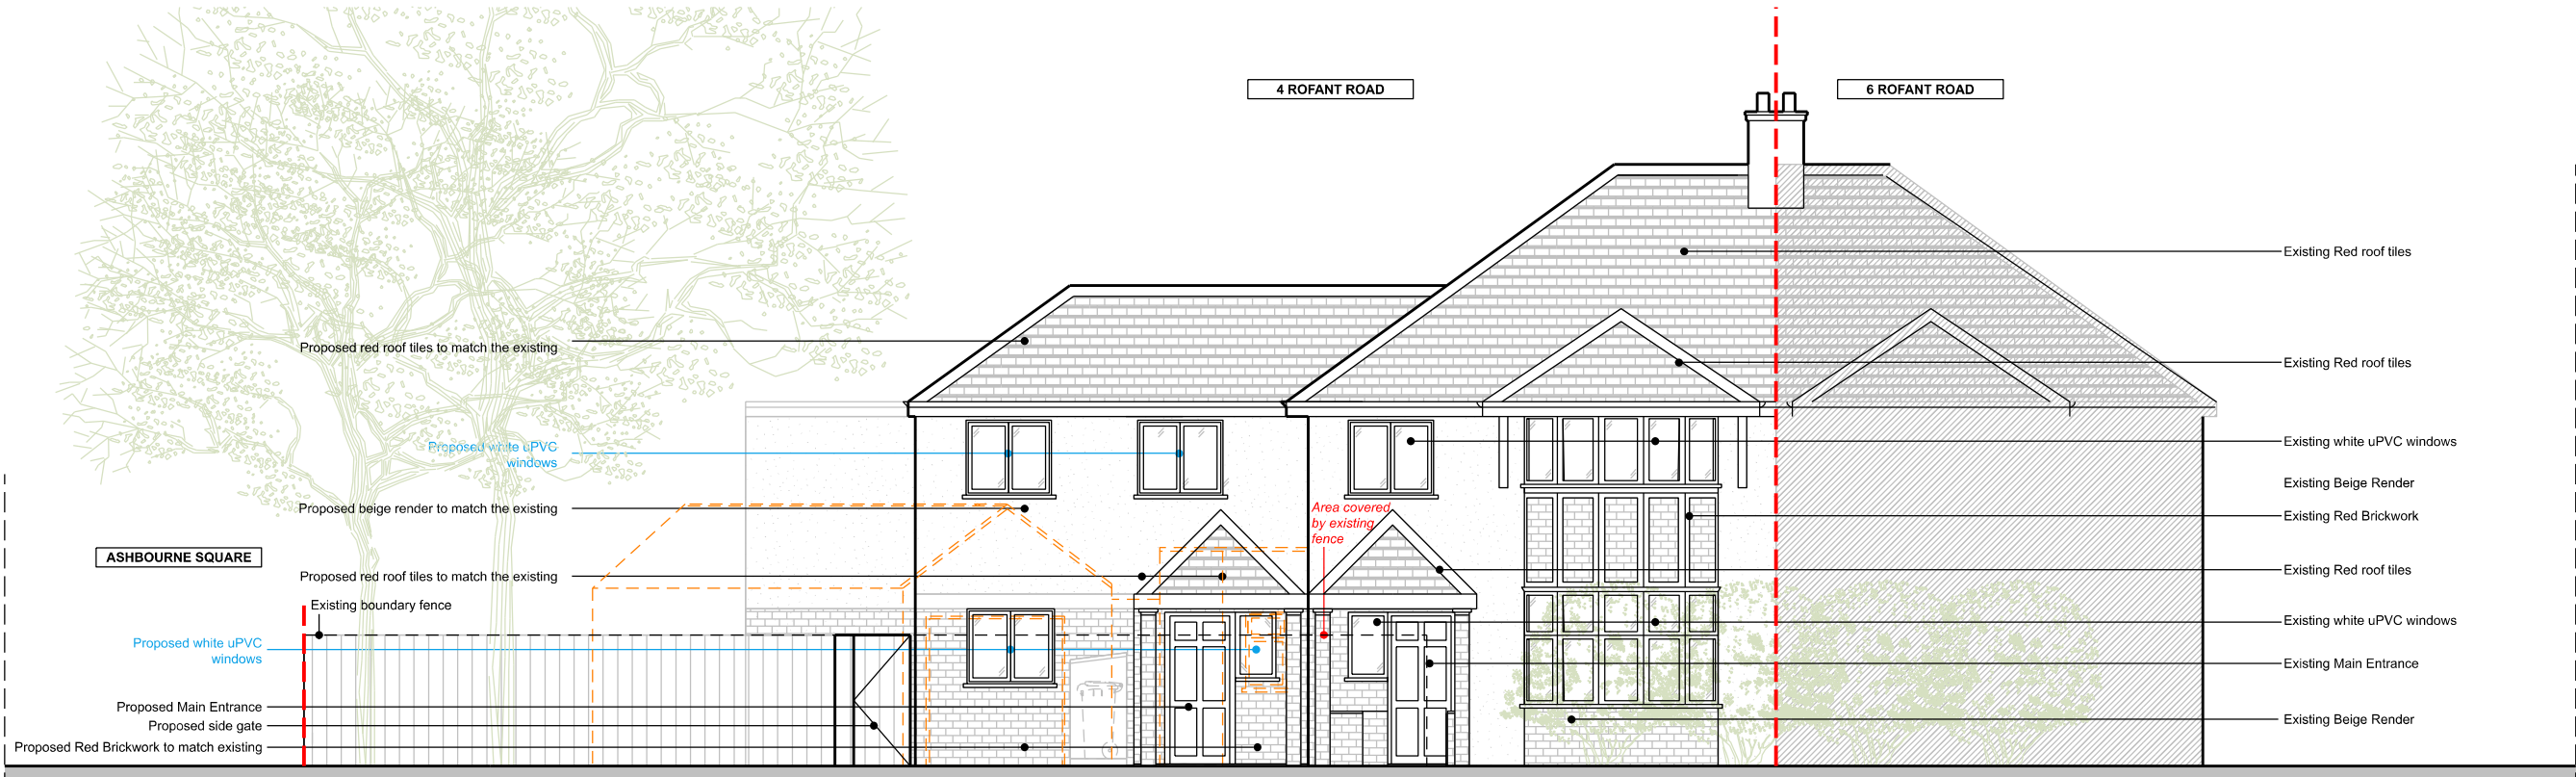 4 ROFANT ROAD
6 ROFANT ROAD
Existing Red roof tiles
Proposed red roof tiles to match the existing
Existing Red roof tiles
Proposed white uPVC
windows
Existing white uPVC windows
Existing Beige Render
Proposed beige render to match the existing
Area covered
by existing
fence
Existing Red Brickwork
ASHBOURNE SQUARE
Proposed red roof tiles to match the existing
Existing Red roof tiles
Existing boundary fence
Existing white uPVC windows
Proposed white uPVC
windows
Existing Main Entrance
Proposed Main Entrance
Proposed side gate
Existing Beige Render
Proposed Red Brickwork to match existing